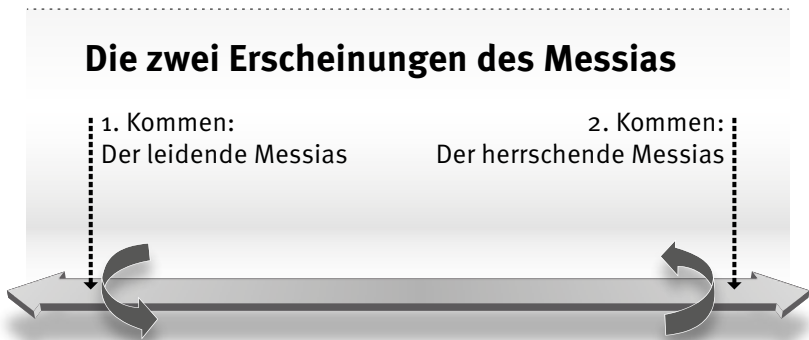 Die zwei Erscheinungen des Messias
1. Kommen:
Der leidende Messias
2. Kommen:
Der herrschende Messias